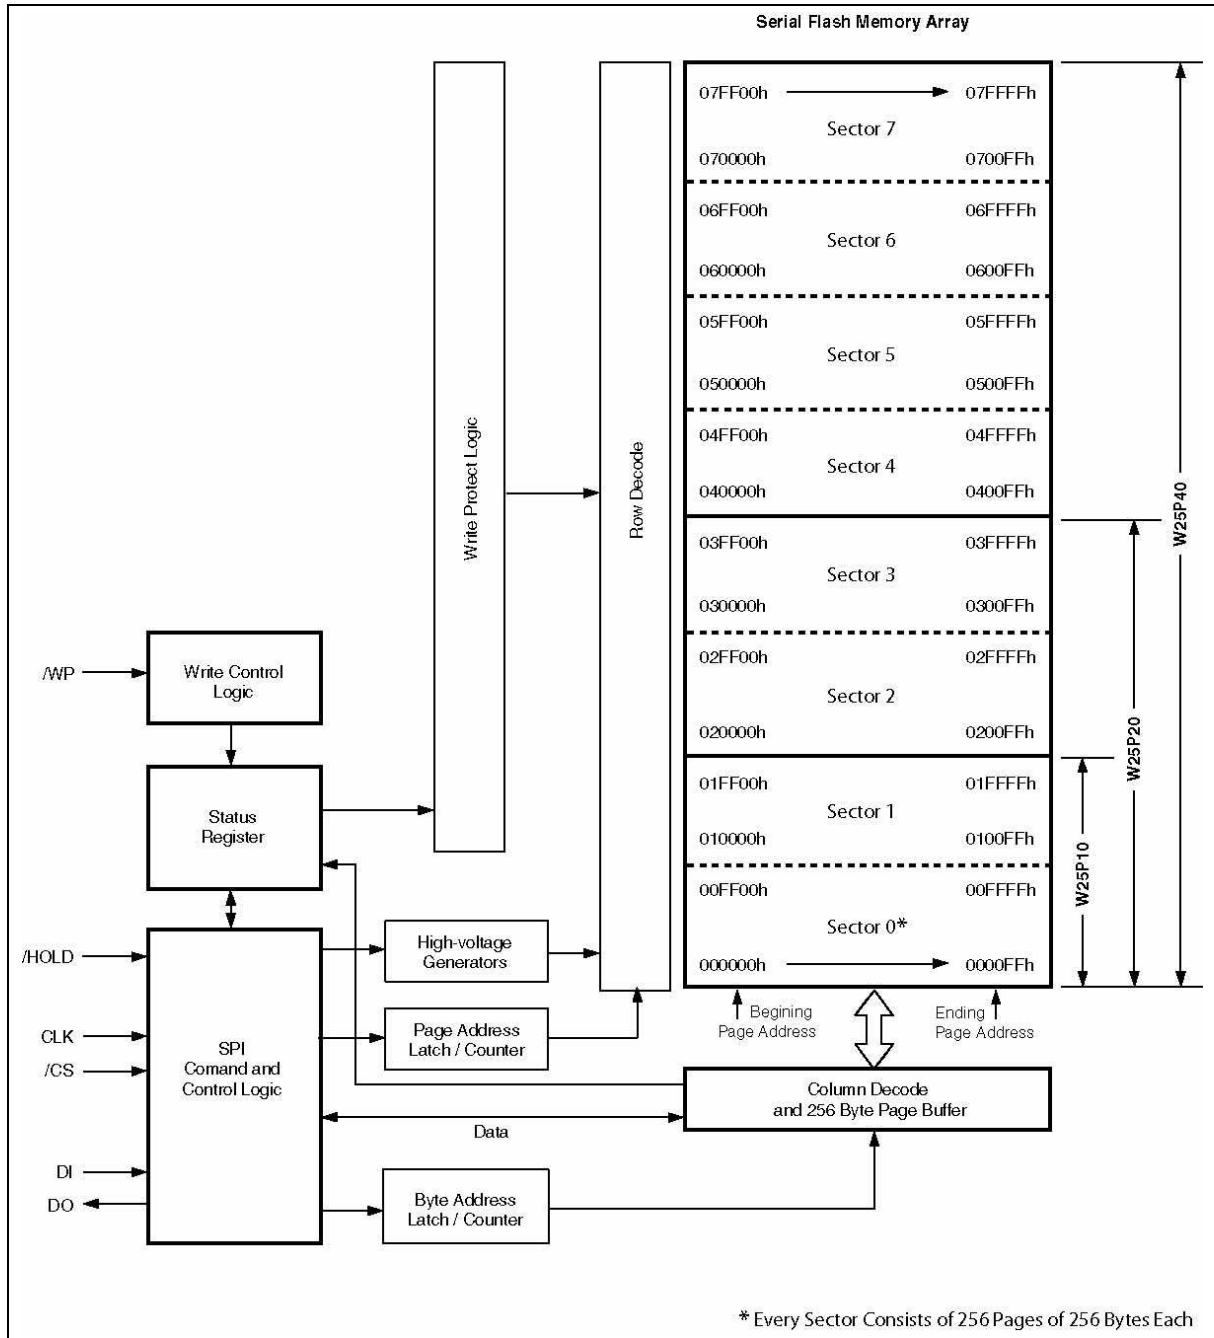 Serial Flash Memory Array
07FF00h 07FFFFh
Sector 7
070000h 0700FFh
06FF00h 06FFFFh
Sector 6
060000h 0600FFh
05FF00h 05FFFFh
Sector 5
050000h 0500FFh
04FF00h 04FFFFh
Sector 4
040000h 0400FFh
03FF00h 03FFFFh
Sector 3
030000h 0300FFh
02FF00h 02FFFFh
Sector 2
020000h 0200FFh
01FF00h 01FFFFh
Sector 1
010000h 0100FFh
00FF00h 00FFFFh
Sector 0*
000000h 0000FFh
Begining
Page Address
Ending
Page Address
W25P40
W25P20
W25P10
Write Protect Logic
Row Decode
/WP
Write Control
Logic
Status
Register
/HOLD
CLK
/CS
DI
DO
SPI
Comand and
Control Logic
High-voltage
Generators
Page Address
Latch / Counter
Column Decode
and 256 Byte Page Buffer
Data
Byte Address
Latch / Counter
* Every Sector Consists of 256 Pages of 256 Bytes Each